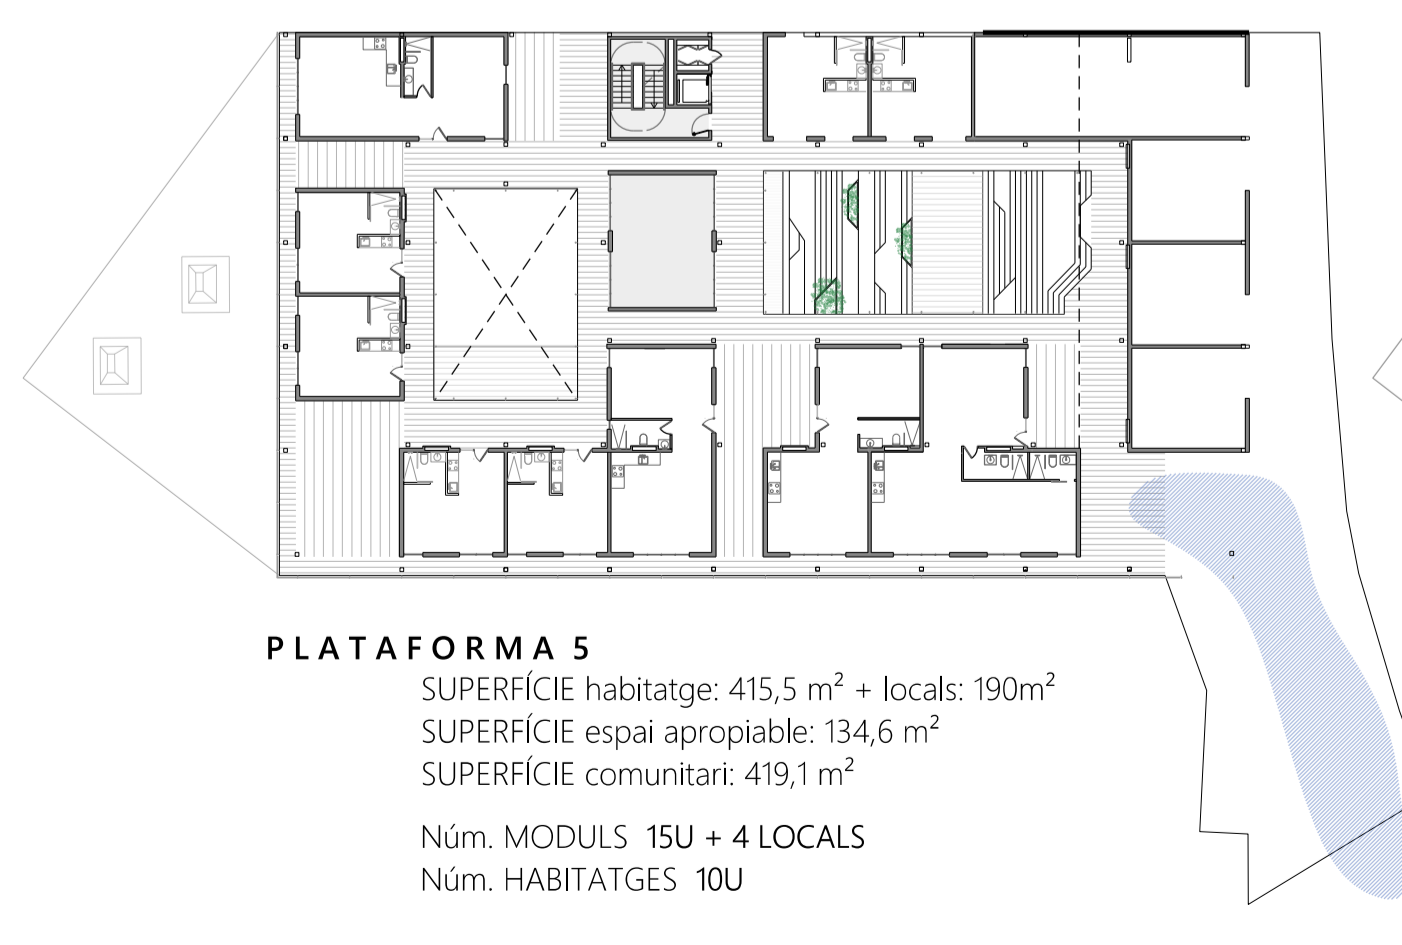 PLATAFORMA 5
SUPERFÍCIE habitatge: 415,5 m² + locals: 190m²
SUPERFÍCIE espai apropiable: 134,6 m²
SUPERFÍCIE comunitari: 419,1 m²
Núm. MODULS 15U + 4 LOCALS
Núm. HABITATGES 10U